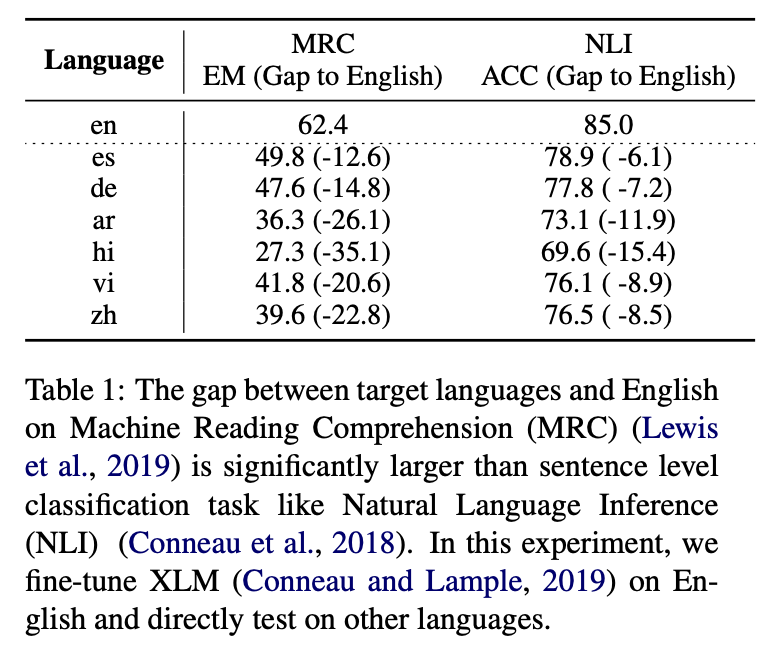 Language MRC NLI
EM (Gap to English) ACC (Gap to English)
en 62.4 85.0
es 49.8 (-12.6) 78.9 ( -6.1)
de 47.6 (-14.8) 77.8 ( -7.2)
ar 36.3 (-26.1) 73.1 (-11.9)
hi 27.3 (-35.1) 69.6 (-15.4)
vi 41.8 (-20.6) 76.1 ( -8.9)
zh 39.6 (-22.8) 76.5 ( -8.5)
Table 1: The gap between target languages and English
on Machine Reading Comprehension (MRC) (Lewis
et al., 2019) is significantly larger than sentence level
classification task like Natural Language Inference
(NLI) (Conneau et al., 2018). In this experiment, we
fine-tune XLM (Conneau and Lample, 2019) on En-
glish and directly test on other languages.